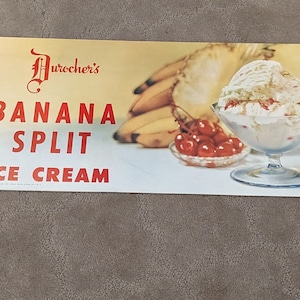 Durocher's
BANANA
SPLIT
CE CREAM